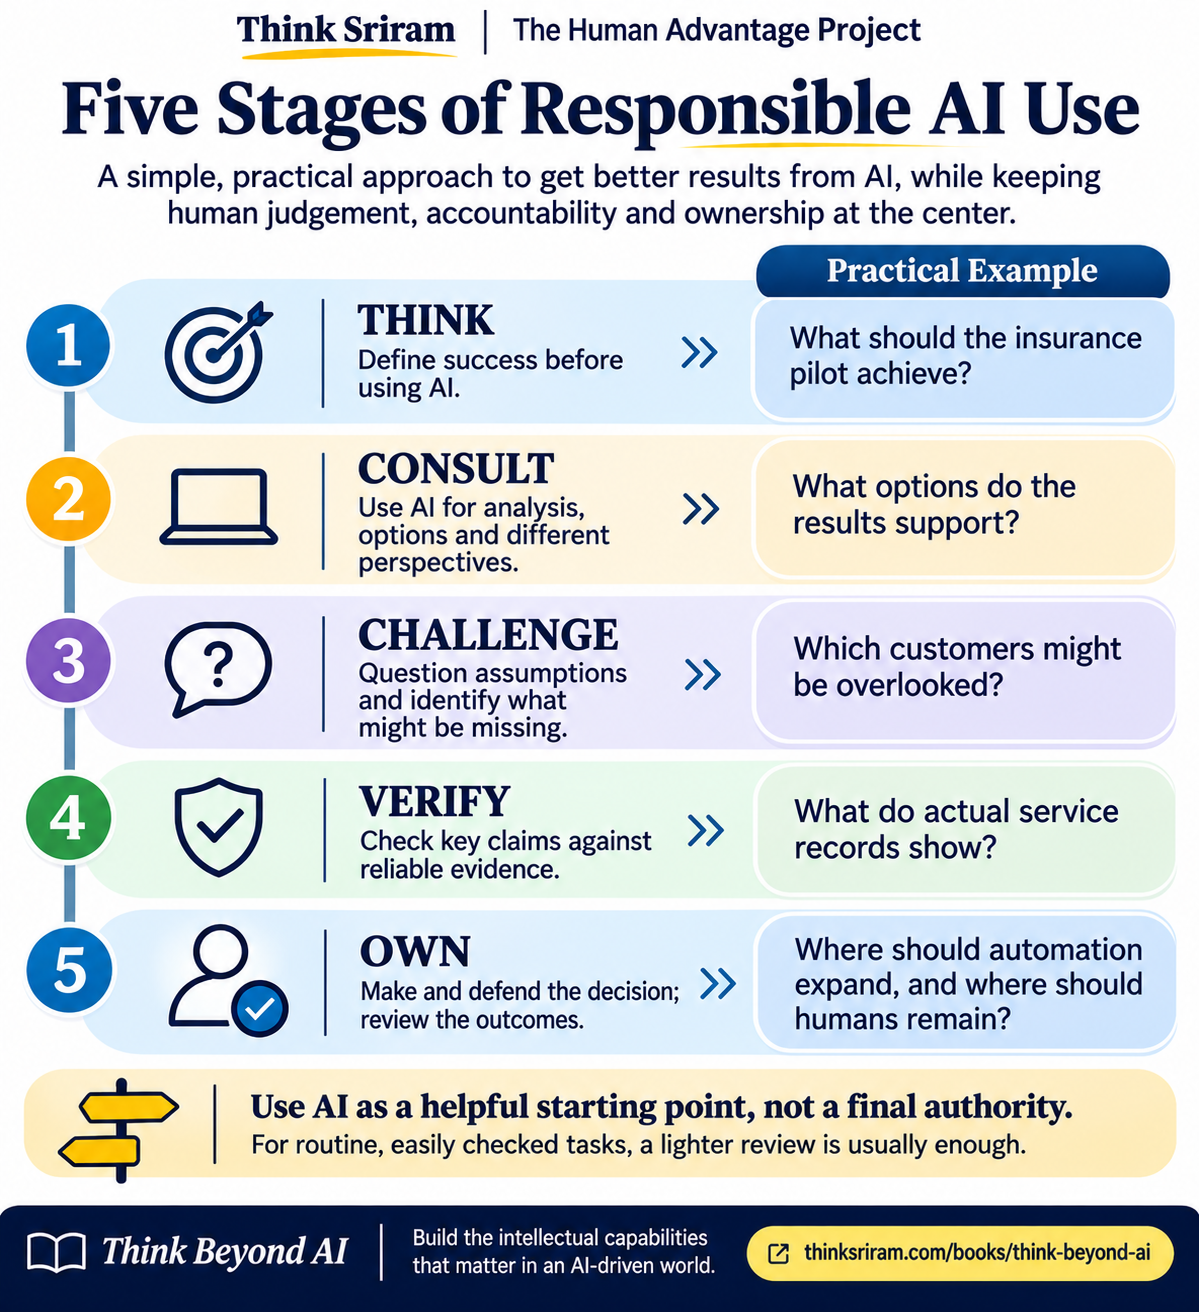 Think Sriram | The Human Advantage Project
Five Stages of Responsible AI Use
A simple, practical approach to get better results from AI, while keeping
human judgement, accountability and ownership at the center.
Practical Example
1
THINK
Define success before
using AI.
What should the insurance
pilot achieve?
2
CONSULT
Use AI for analysis,
options and different
perspectives.
What options do the
results support?
3
?
CHALLENGE
Question assumptions
and identify what
might be missing.
Which customers might
be overlooked?
4
VERIFY
Check key claims against
reliable evidence.
What do actual service
records show?
5
OWN
Make and defend the decision;
review the outcomes.
Where should automation
expand, and where should
humans remain?
Use AI as a helpful starting point, not a final authority.
For routine, easily checked tasks, a lighter review is usually enough.
Think Beyond AI
Build the intellectual capabilities
that matter in an AI-driven world.
thinksriram.com/books/think-beyond-ai